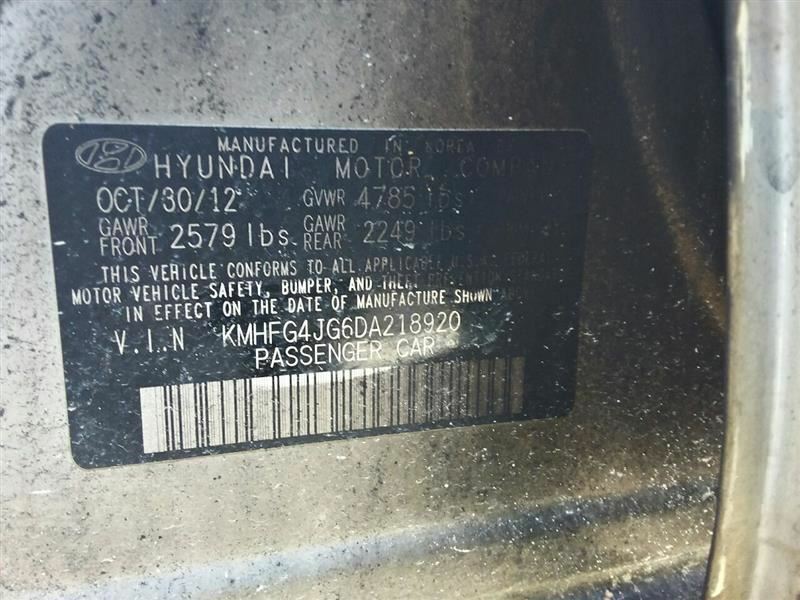 MANUFACTURED IN KOREA
HYUNDAI MOTOR COMPANY
OCT/30/12 GVWR 4785 lbs
GAWR FRONT 2579 lbs GAWR REAR 2249 lbs
THIS VEHICLE CONFORMS TO ALL APPLICABLE U.S.A. FEDERAL
MOTOR VEHICLE SAFETY, BUMPER, AND THEFT PREVENTION
IN EFFECT ON THE DATE OF MANUFACTURE SHOWN
V.I.N KMHFG4JG6DA218920
PASSENGER CAR